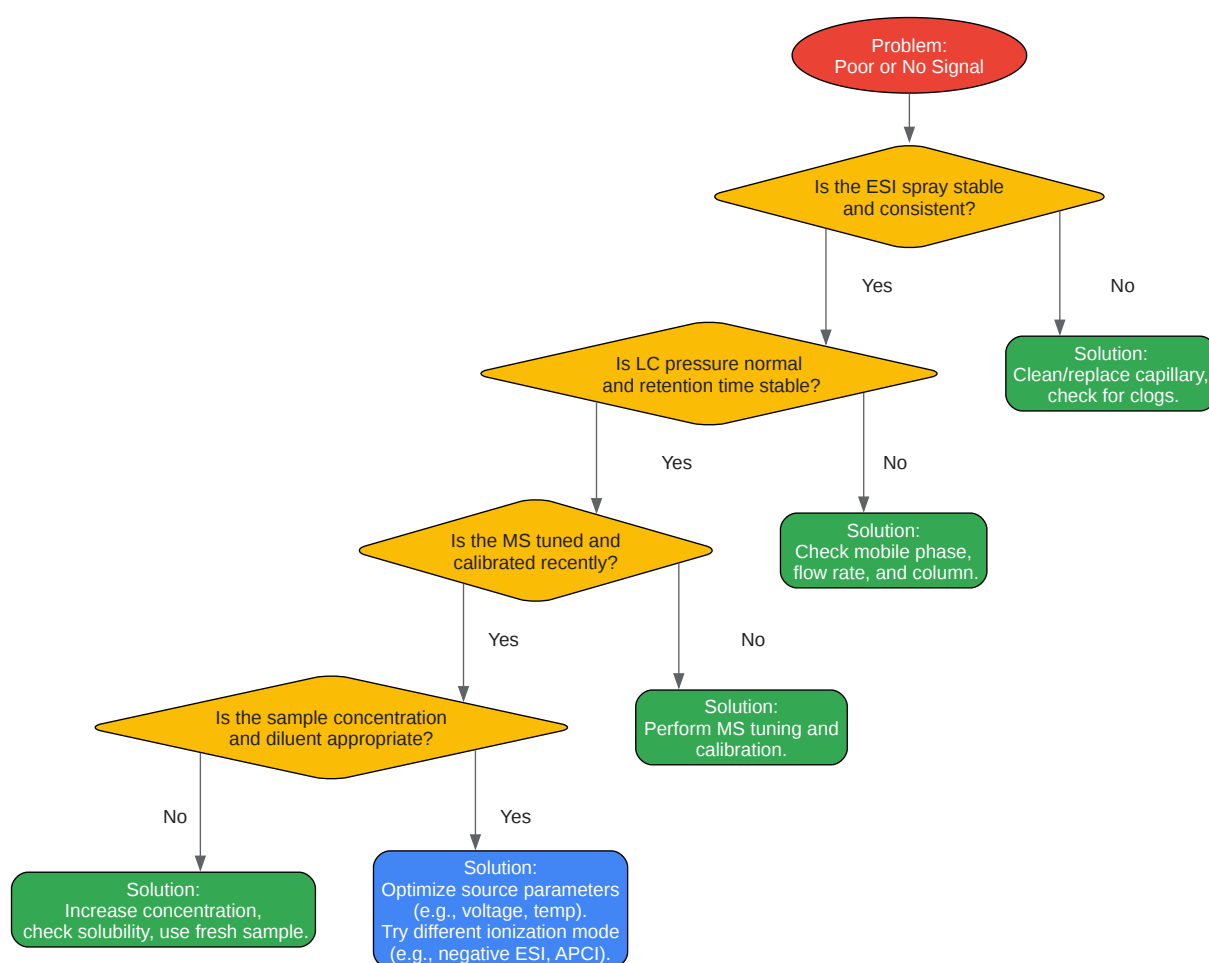 Problem:
Poor or No Signal
Is the ESI spray stable
and consistent?
Yes
No
Is LC pressure normal
and retention time stable?
Solution:
Clean/replace capillary,
check for clogs.
Yes
No
Is the MS tuned and
calibrated recently?
Solution:
Check mobile phase,
flow rate, and column.
Yes
No
Is the sample concentration
and diluent appropriate?
Solution:
Perform MS tuning and
calibration.
No
Yes
Solution:
Increase concentration,
check solubility, use fresh sample.
Solution:
Optimize source parameters
(e.g., voltage, temp).
Try different ionization mode
(e.g., negative ESI, APCI).